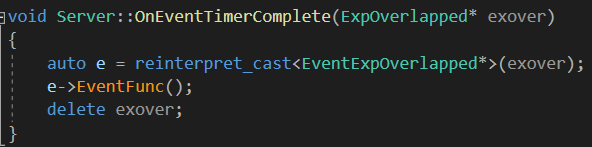 void Server::OnEventTimerComplete(ExpOverlapped* exover)
{
    auto e = reinterpret_cast<EventExpOverlapped*>(exover);
    e->EventFunc();
    delete exover;
}